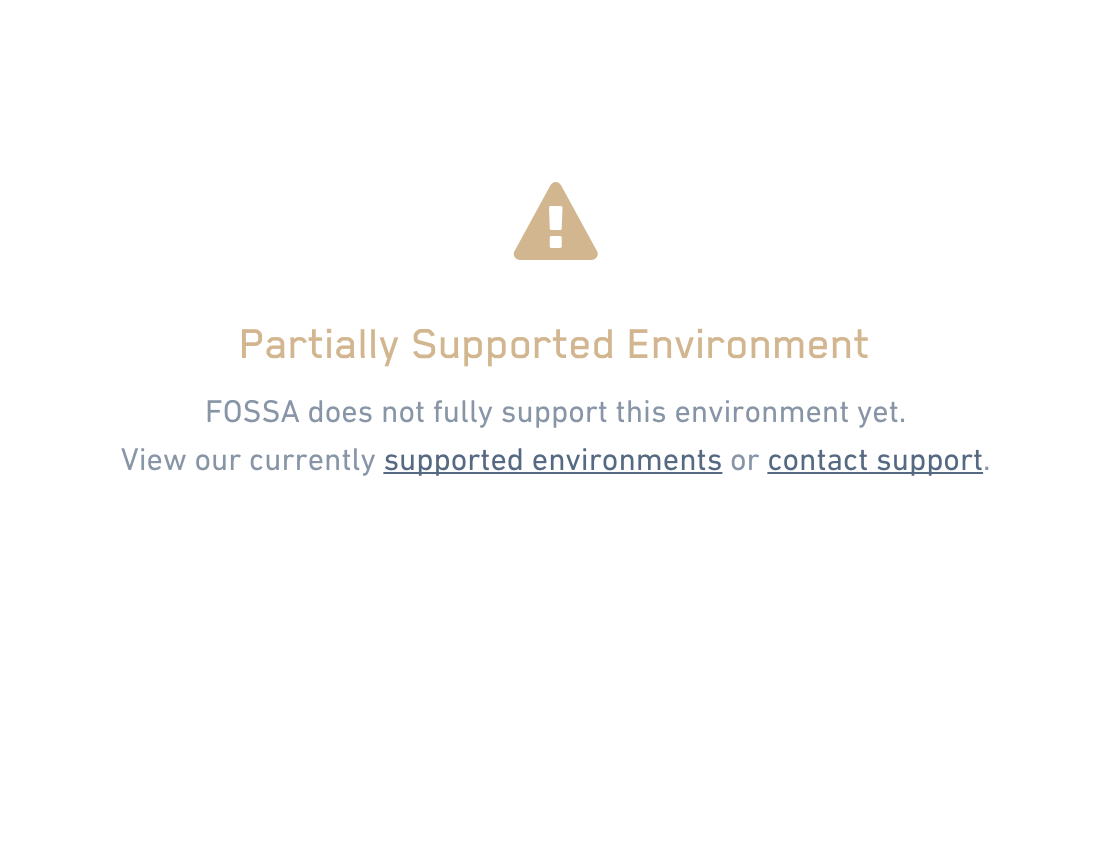 Partially Supported Environment
FOSSA does not fully support this environment yet.
View our currently supported environments or contact support.